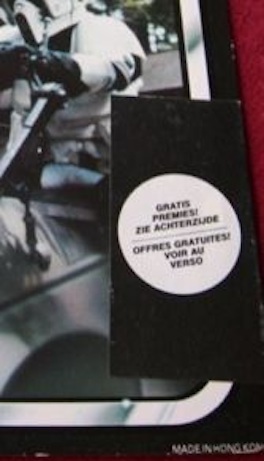 GRATIS
PREMIES!
ZIE ACHTERZIJDE
OFFRES GRATUITES!
VOIR AU
VERSO
MADE IN HONG KONG